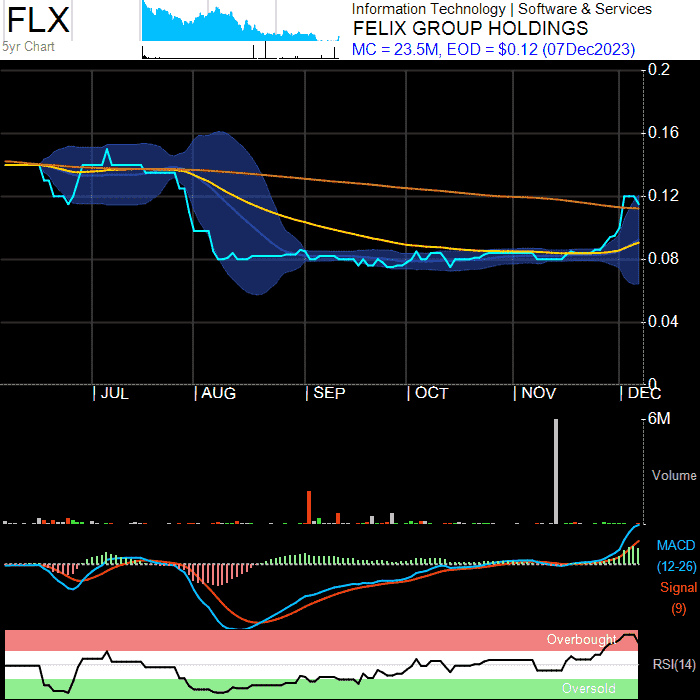 FLX
5yr Chart
Information Technology | Software & Services
FELIX GROUP HOLDINGS
MC = 23.5M, EOD = $0.12 (07Dec2023)
0.2
0.16
0.12
0.08
0.04
0
JUL
AUG
SEP
OCT
NOV
DEC
6M
Volume
MACD
(12-26)
Signal
(9)
Overbought
RSI(14)
Oversold